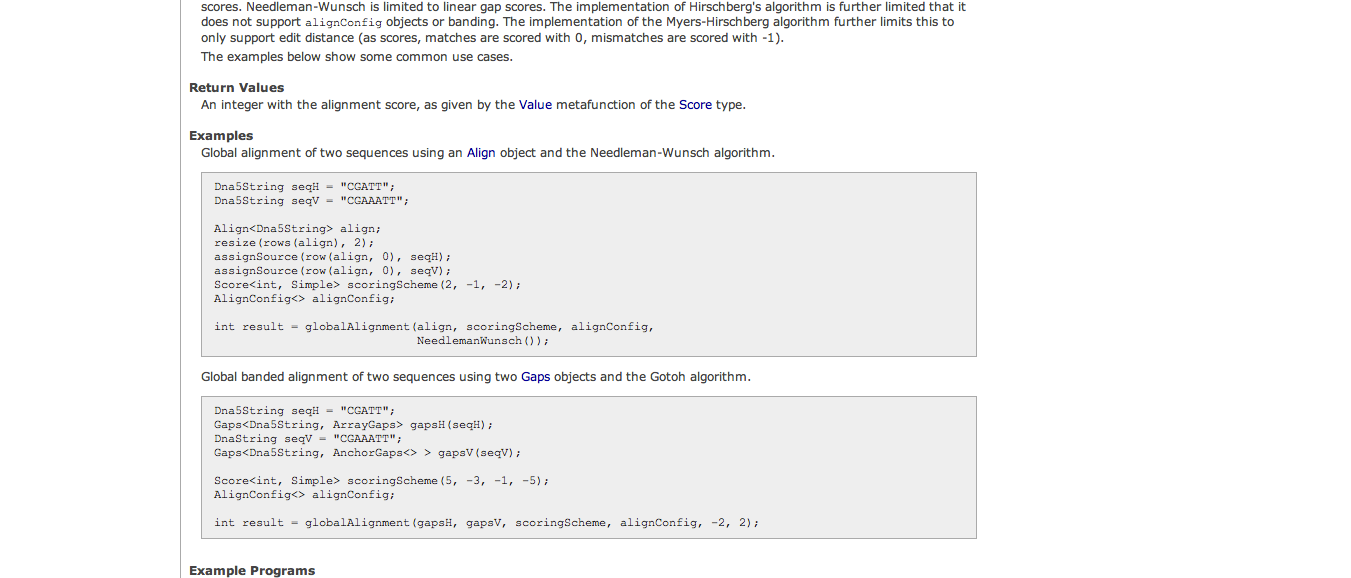 scores. Needleman-Wunsch is limited to linear gap scores. The implementation of Hirschberg's algorithm is further limited that it
does not support alignConfig objects or banding. The implementation of the Myers-Hirschberg algorithm further limits this to
only support edit distance (as scores, matches are scored with 0, mismatches are scored with -1).
The examples below show some common use cases.
Return Values
An integer with the alignment score, as given by the Value metafunction of the Score type.
Examples
Global alignment of two sequences using an Align object and the Needleman-Wunsch algorithm.
Dna5String seqH = "CGATT";
Dna5String seqV = "CGAAATT";
Align<Dna5String> align;
resize(rows(align), 2);
assignSource(row(align, 0), seqH);
assignSource(row(align, 0), seqV);
Score<int, Simple> scoringScheme(2, -1, -2);
AlignConfig<> alignConfig;
int result = globalAlignment(align, scoringScheme, alignConfig,
NeedlemanWunsch());
Global banded alignment of two sequences using two Gaps objects and the Gotoh algorithm.
Dna5String seqH = "CGATT";
Gaps<Dna5String, ArrayGaps> gapsH(seqH);
DnaString seqV = "CGAAATT";
Gaps<Dna5String, AnchorGaps<> > gapsV(seqV);
Score<int, Simple> scoringScheme(5, -3, -1, -5);
AlignConfig<> alignConfig;
int result = globalAlignment(gapsH, gapsV, scoringScheme, alignConfig, -2, 2);
Example Programs